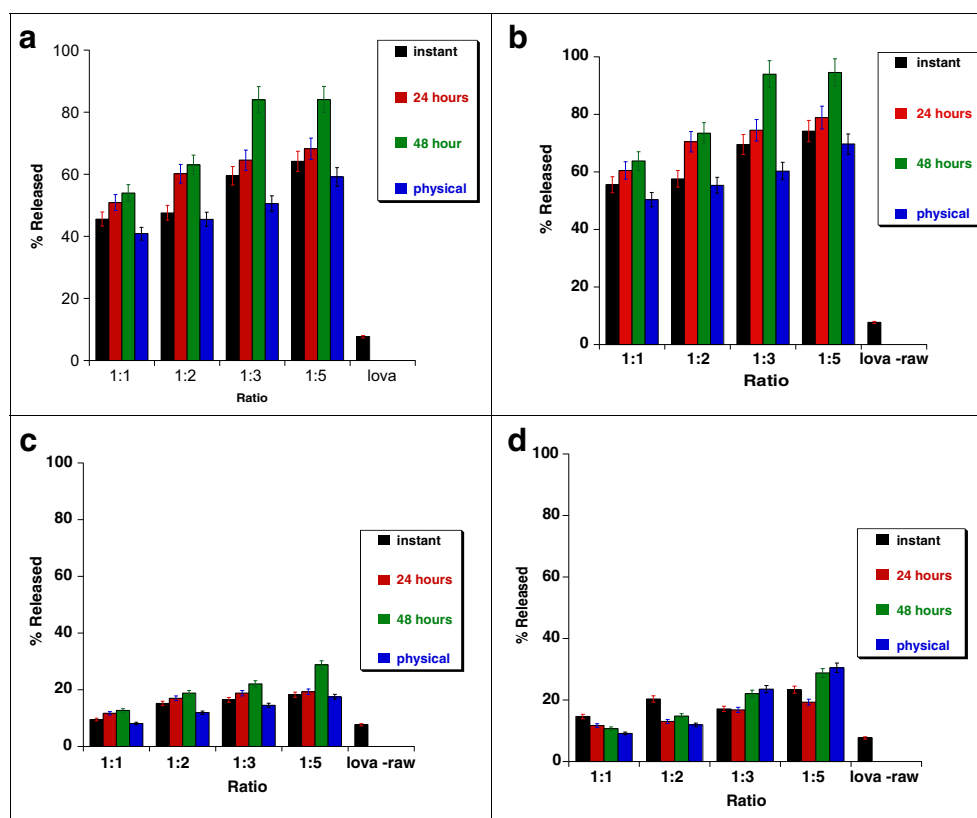 a
100
80
60
40
20
0
% Released
1:1 1:2 1:3 1:5 lova
Ratio
instant
24 hours
48 hour
physical
b
100
80
60
40
20
0
% Released
1:1 1:2 1:3 1:5 lova -raw
Ratio
instant
24 hours
48 hours
physical
c
100
80
60
40
20
0
% Released
1:1 1:2 1:3 1:5 lova -raw
Ratio
instant
24 hours
48 hours
physical
d
100
80
60
40
20
0
% Released
1:1 1:2 1:3 1:5 lova -raw
Ratio
instant
24 hours
48 hours
physical